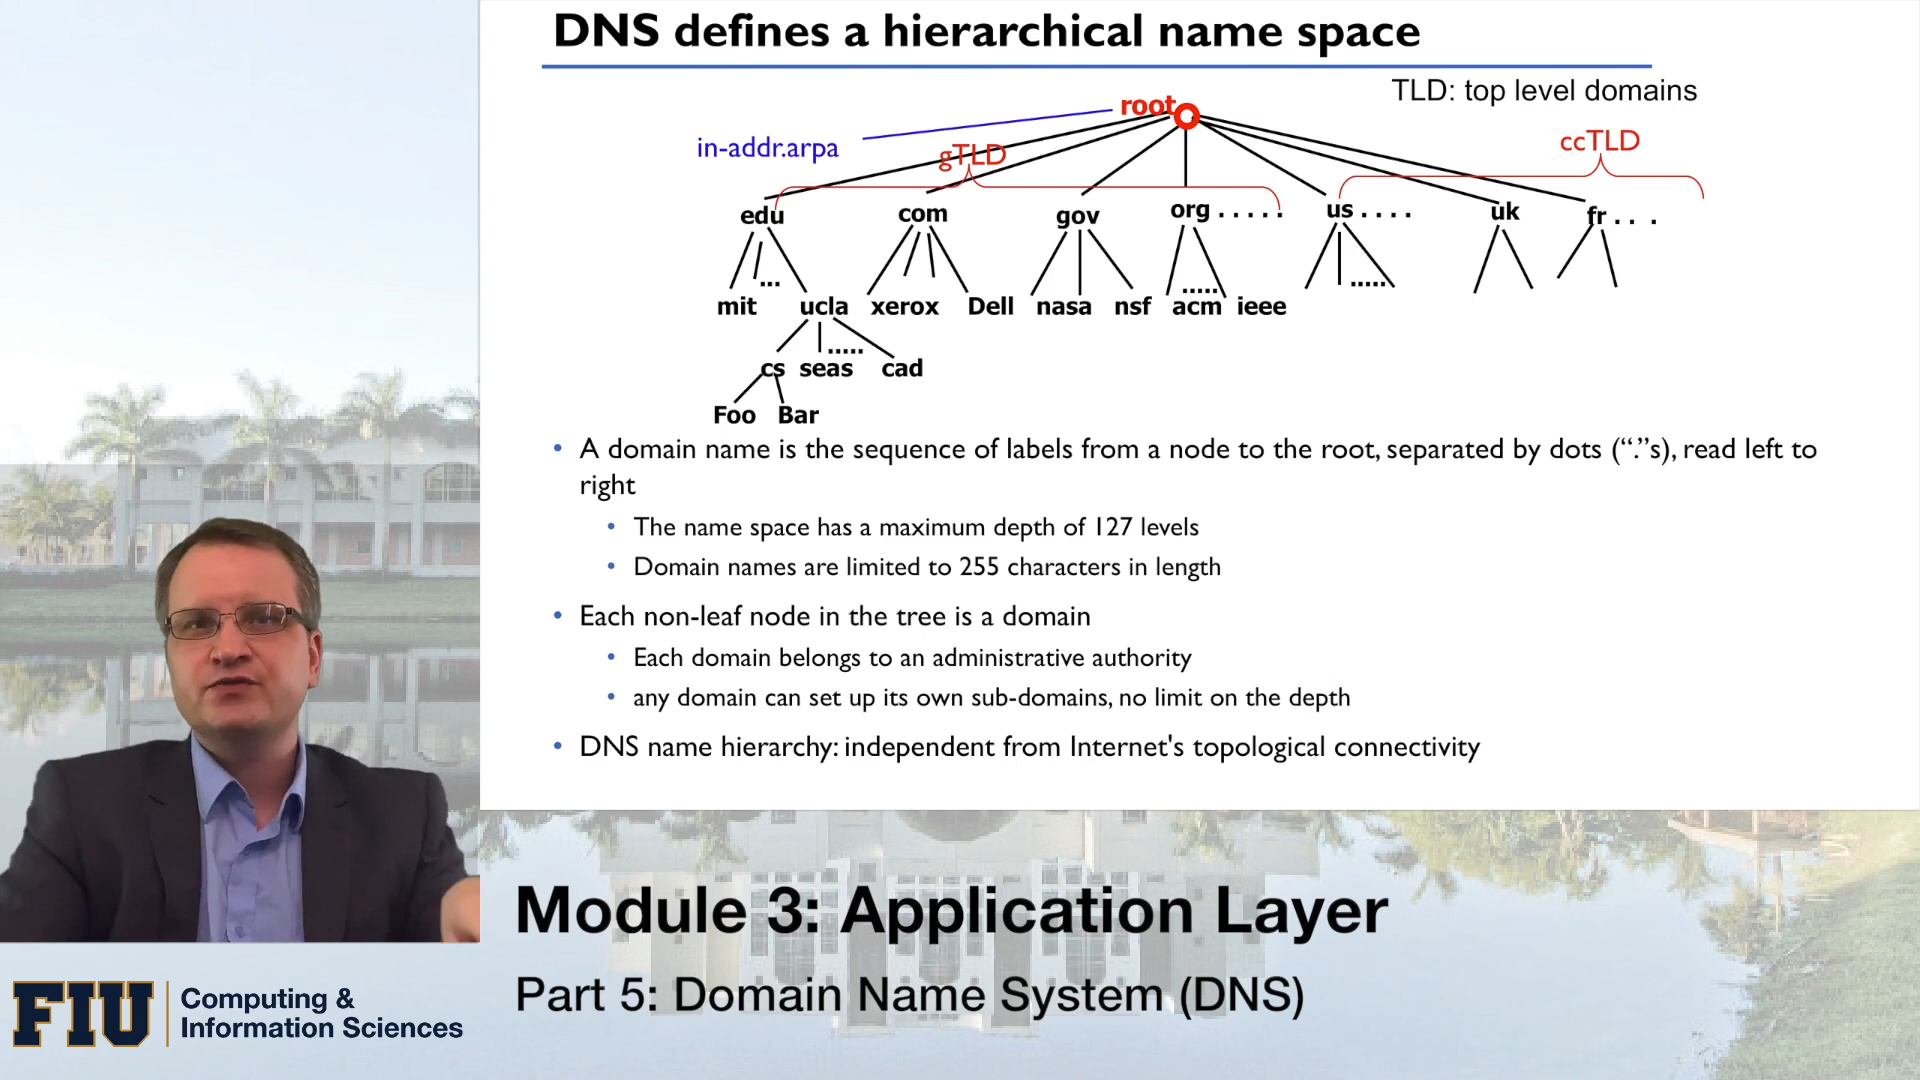 DNS defines a hierarchical name space
TLD: top level domains
root
in-addr.arpa
gTLD
ccTLD
edu com gov org ..... us .... uk fr . . .
... ..... .....
mit ucla xerox Dell nasa nsf acm ieee
.....
cs seas cad
Foo Bar
• A domain name is the sequence of labels from a node to the root, separated by dots (“.”s), read left to
right
• The name space has a maximum depth of 127 levels
• Domain names are limited to 255 characters in length
• Each non-leaf node in the tree is a domain
• Each domain belongs to an administrative authority
• any domain can set up its own sub-domains, no limit on the depth
• DNS name hierarchy: independent from Internet's topological connectivity
Module 3: Application Layer
Part 5: Domain Name System (DNS)
FIU
Computing &
Information Sciences